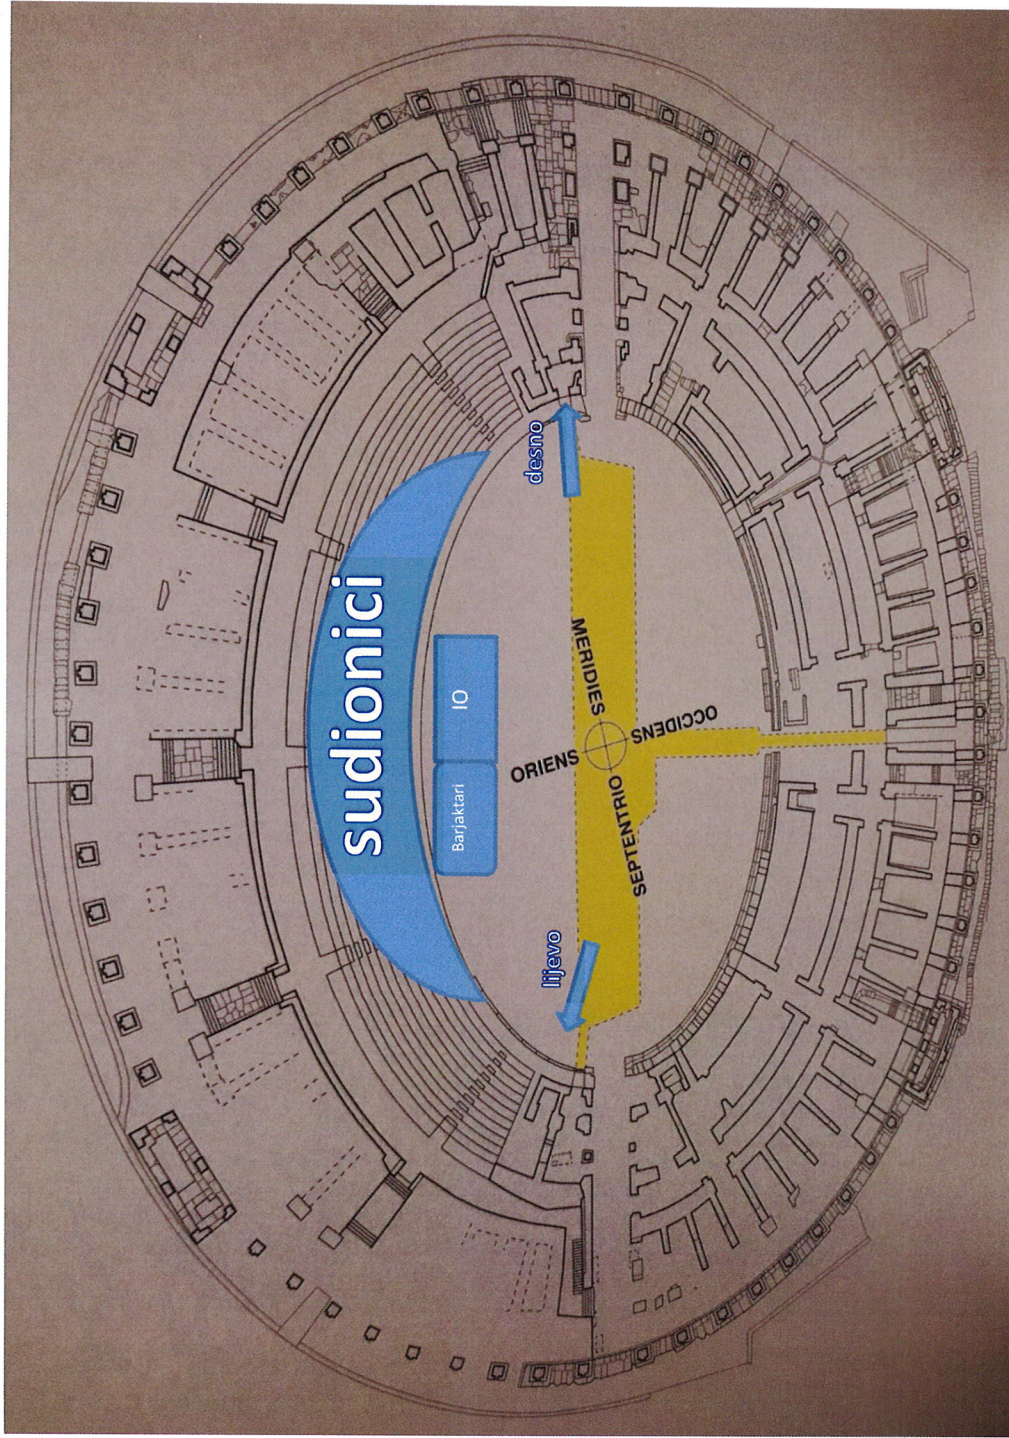 sudionici
Barjaktari
IO
lijevo
desno
ORIENS
MERIDIES
SEPTENTRIO
OCCIDENS